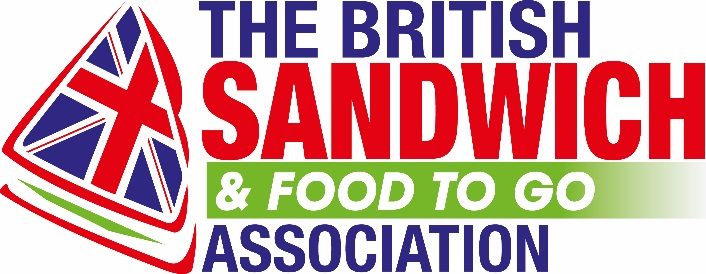 THE BRITISH
SANDWICH
& FOOD TO GO
ASSOCIATION